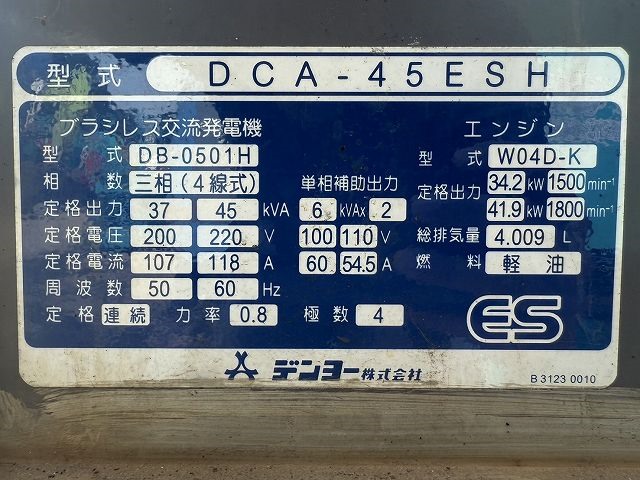 型式 DCA-45ESH
ブラシレス交流発電機 エンジン
型式 DB-0501H 型式 W04D-K
相数 三相(4線式) 単相補助出力 定格出力 34.2 kW 1500 min⁻¹
定格出力 37 45 kVA 6 kVAx 2 41.9 kW 1800 min⁻¹
定格電圧 200 220 V 100 110 V 総排気量 4.009 L
定格電流 107 118 A 60 54.5 A 燃料 軽油
周波数 50 60 Hz
定格 連続 力率 0.8 極数 4
ES
デンヨー株式会社 B 3123 0010